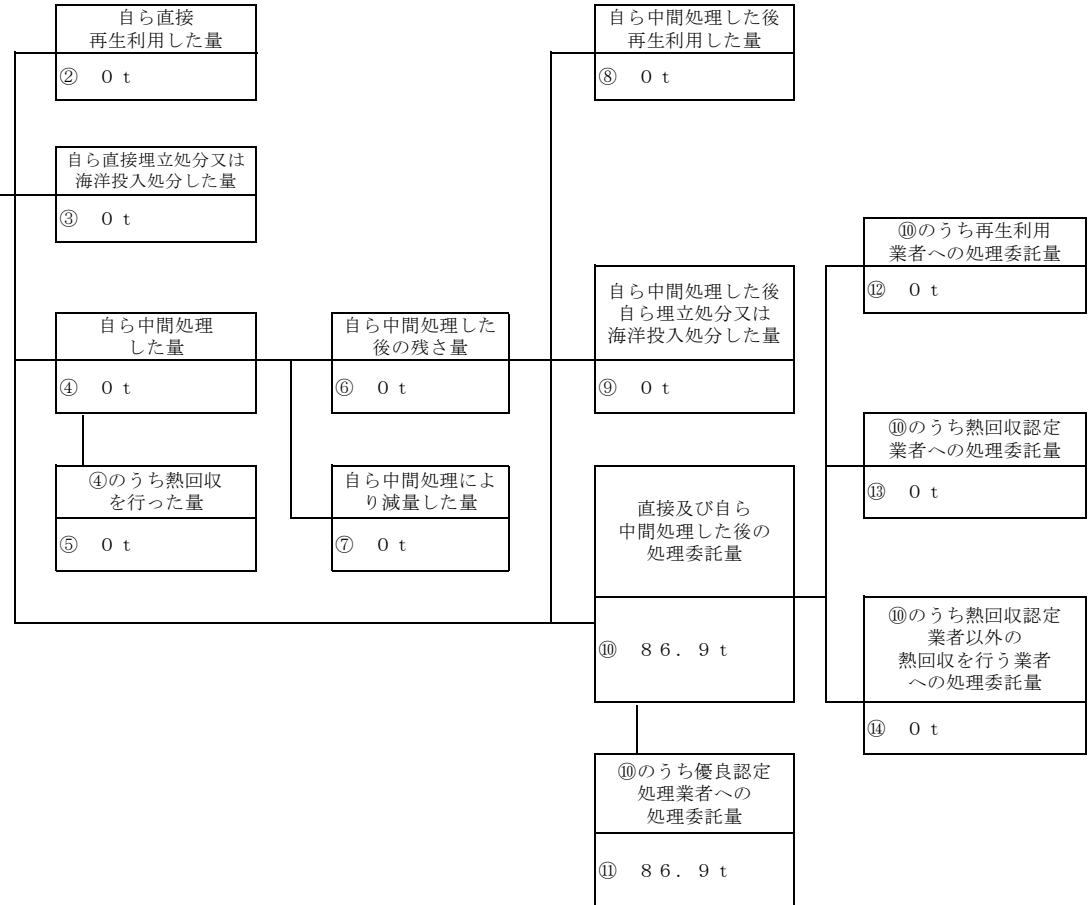 自ら直接
再生利用した量
② 0 t
自ら直接埋立処分又は
海洋投入処分した量
③ 0 t
自ら中間処理
した量
④ 0 t
④のうち熱回収
を行った量
⑤ 0 t
自ら中間処理した
後の残さ量
⑥ 0 t
自ら中間処理によ
り減量した量
⑦ 0 t
自ら中間処理した後
再生利用した量
⑧ 0 t
自ら中間処理した後
自ら埋立処分又は
海洋投入処分した量
⑨ 0 t
直接及び自ら
中間処理した後の
処理委託量
⑩ 86.9 t
⑩のうち優良認定
処理業者への
処理委託量
⑪ 86.9 t
⑩のうち再生利用
業者への処理委託量
⑫ 0 t
⑩のうち熱回収認定
業者への処理委託量
⑬ 0 t
⑩のうち熱回収認定
業者以外の
熱回収を行う業者
への処理委託量
⑭ 0 t